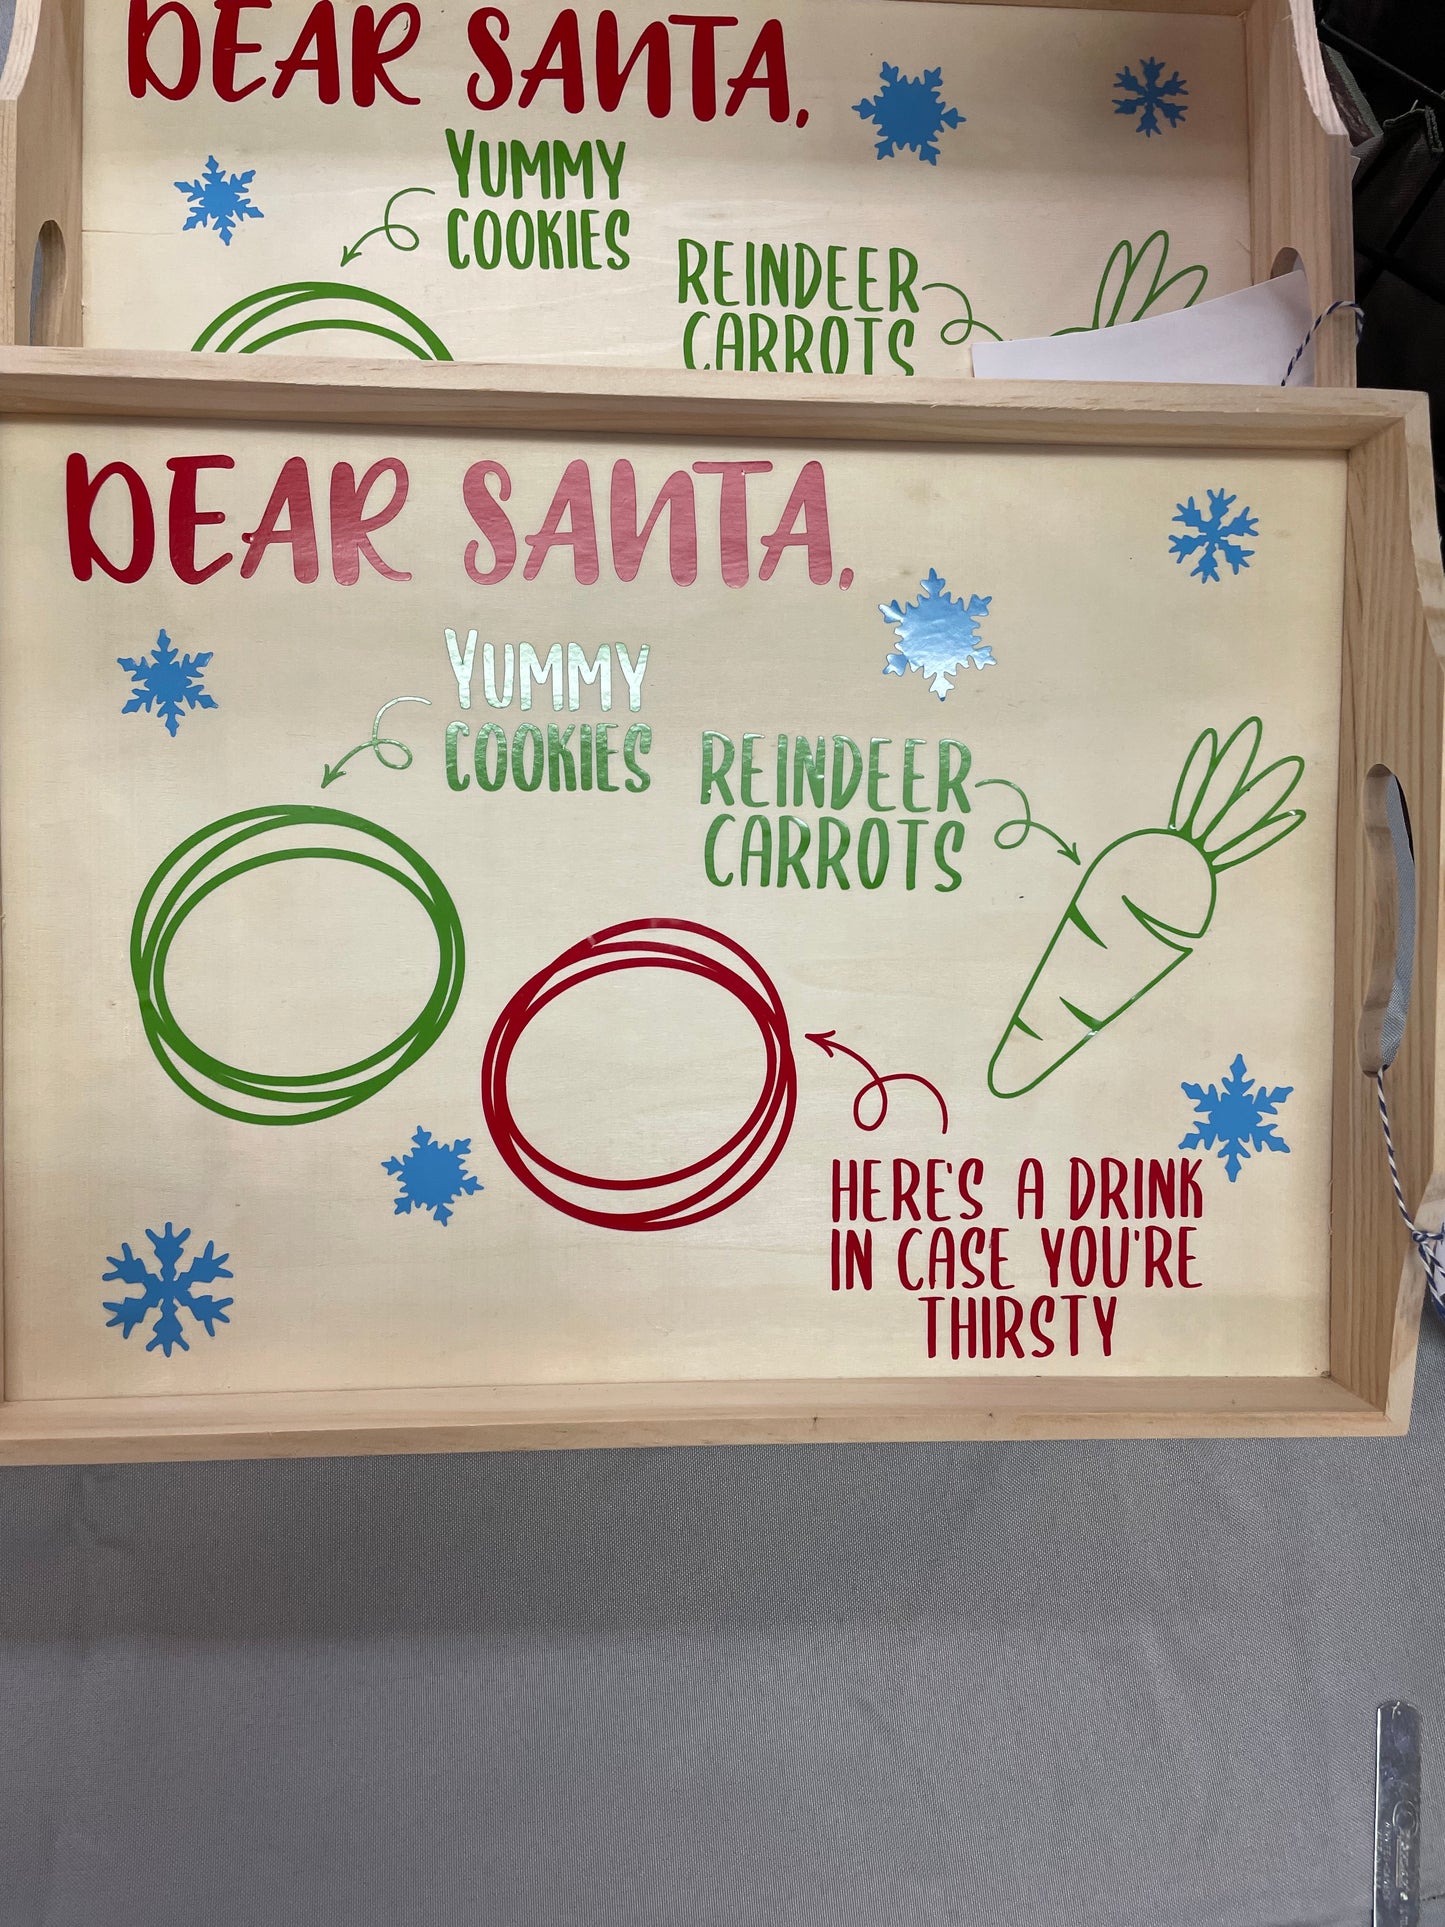 DEAR SANTA,
YUMMY
COOKIES
REINDEER
CARROTS
DEAR SANTA,
YUMMY
COOKIES
REINDEER
CARROTS
HERE'S A DRINK
IN CASE YOU'RE
THIRSTY